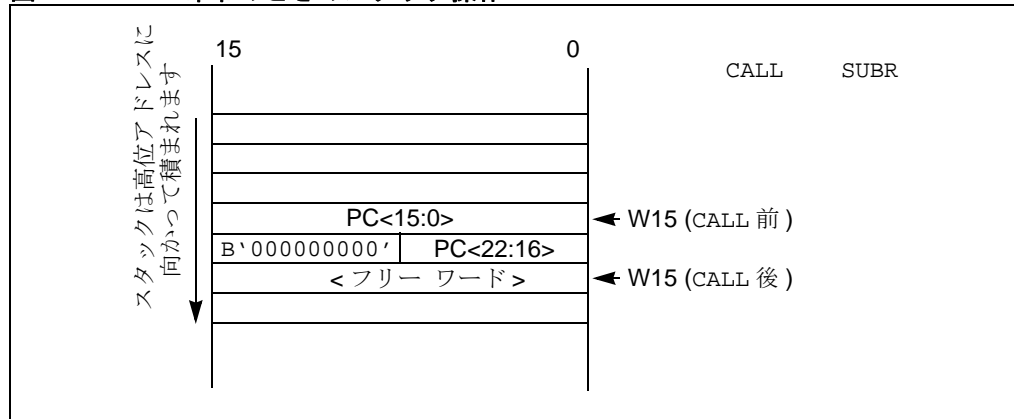 15 0
CALL SUBR
スタックは高位アドレスに
向かって積まれます
PC<15:0>
W15 (CALL 前 )
B‘000000000’ PC<22:16>
< フリー ワード >
W15 (CALL 後 )